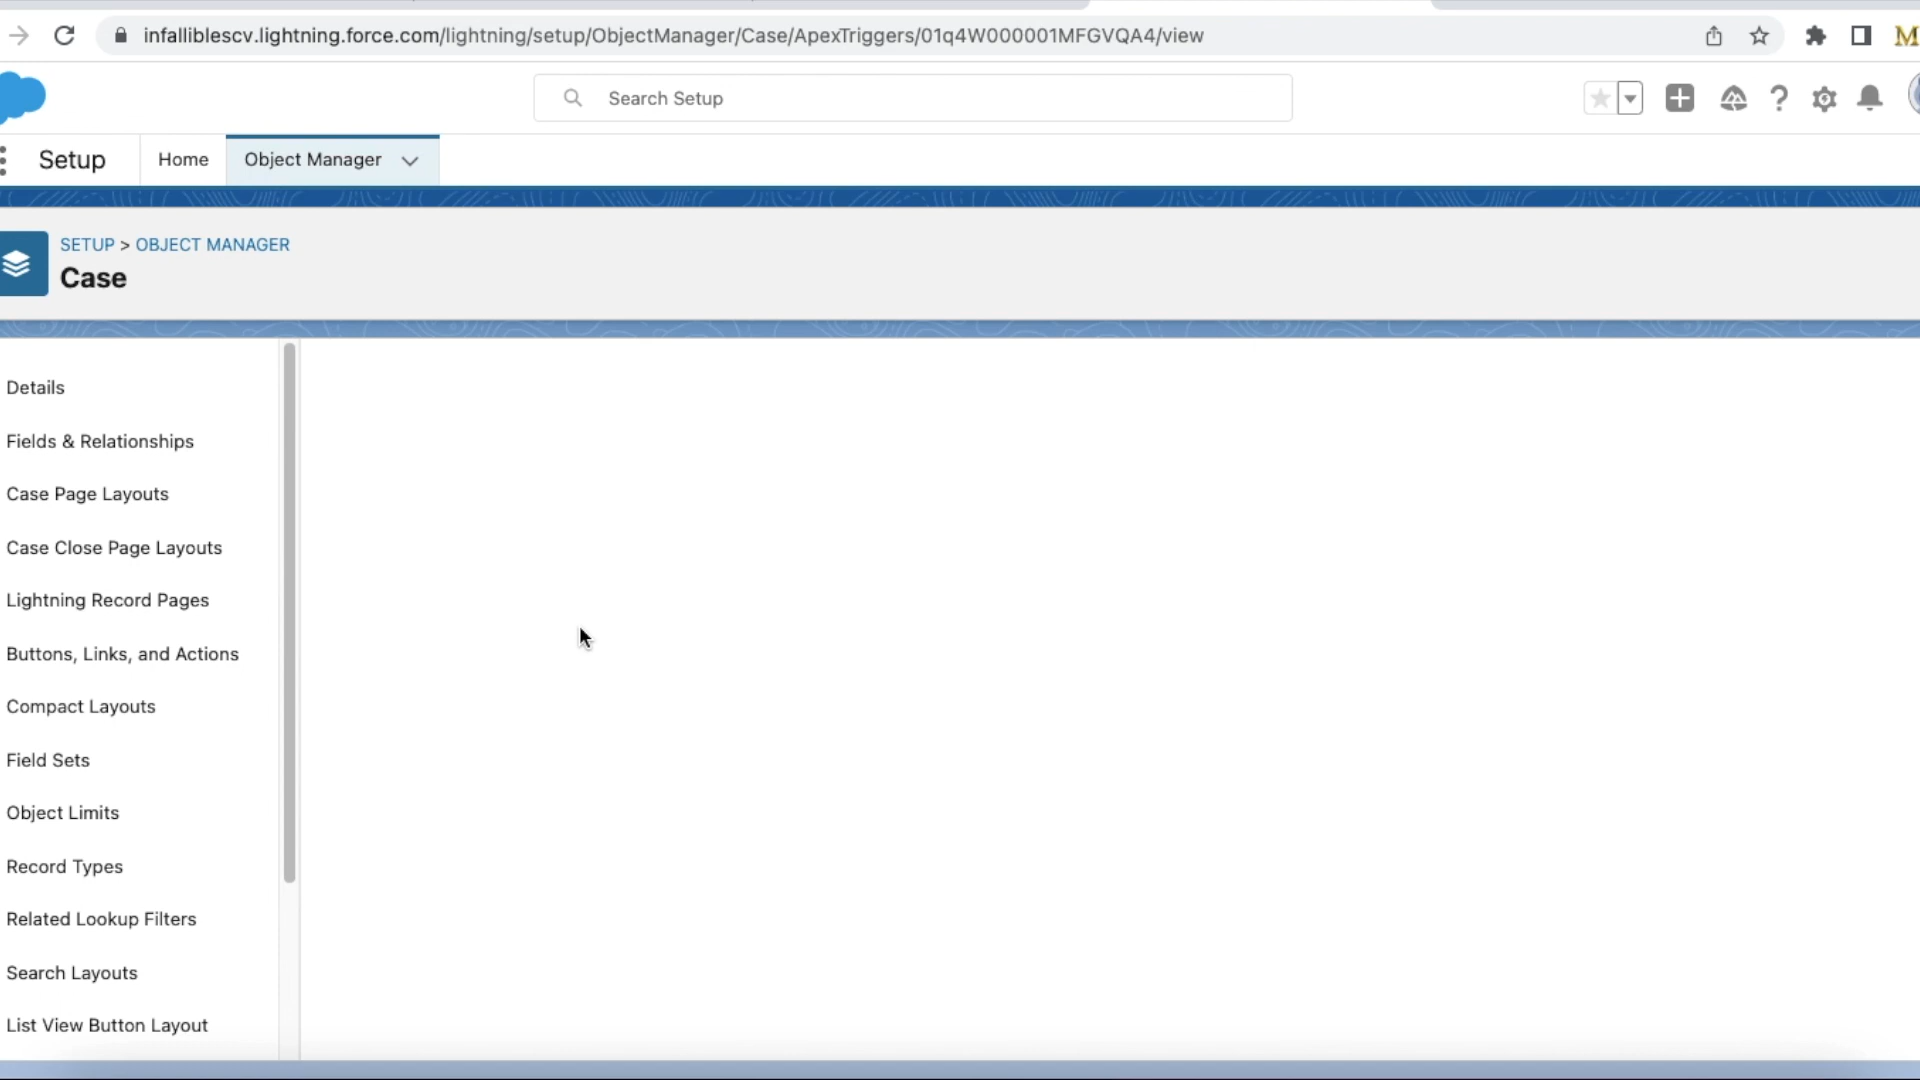 infalliblescv.lightning.force.com/lightning/setup/ObjectManager/Case/ApexTriggers/01q4W000001MFGVQA4/view
M
Search Setup
Setup
Home
Object Manager
SETUP > OBJECT MANAGER
Case
Details
Fields & Relationships
Case Page Layouts
Case Close Page Layouts
Lightning Record Pages
Buttons, Links, and Actions
Compact Layouts
Field Sets
Object Limits
Record Types
Related Lookup Filters
Search Layouts
List View Button Layout